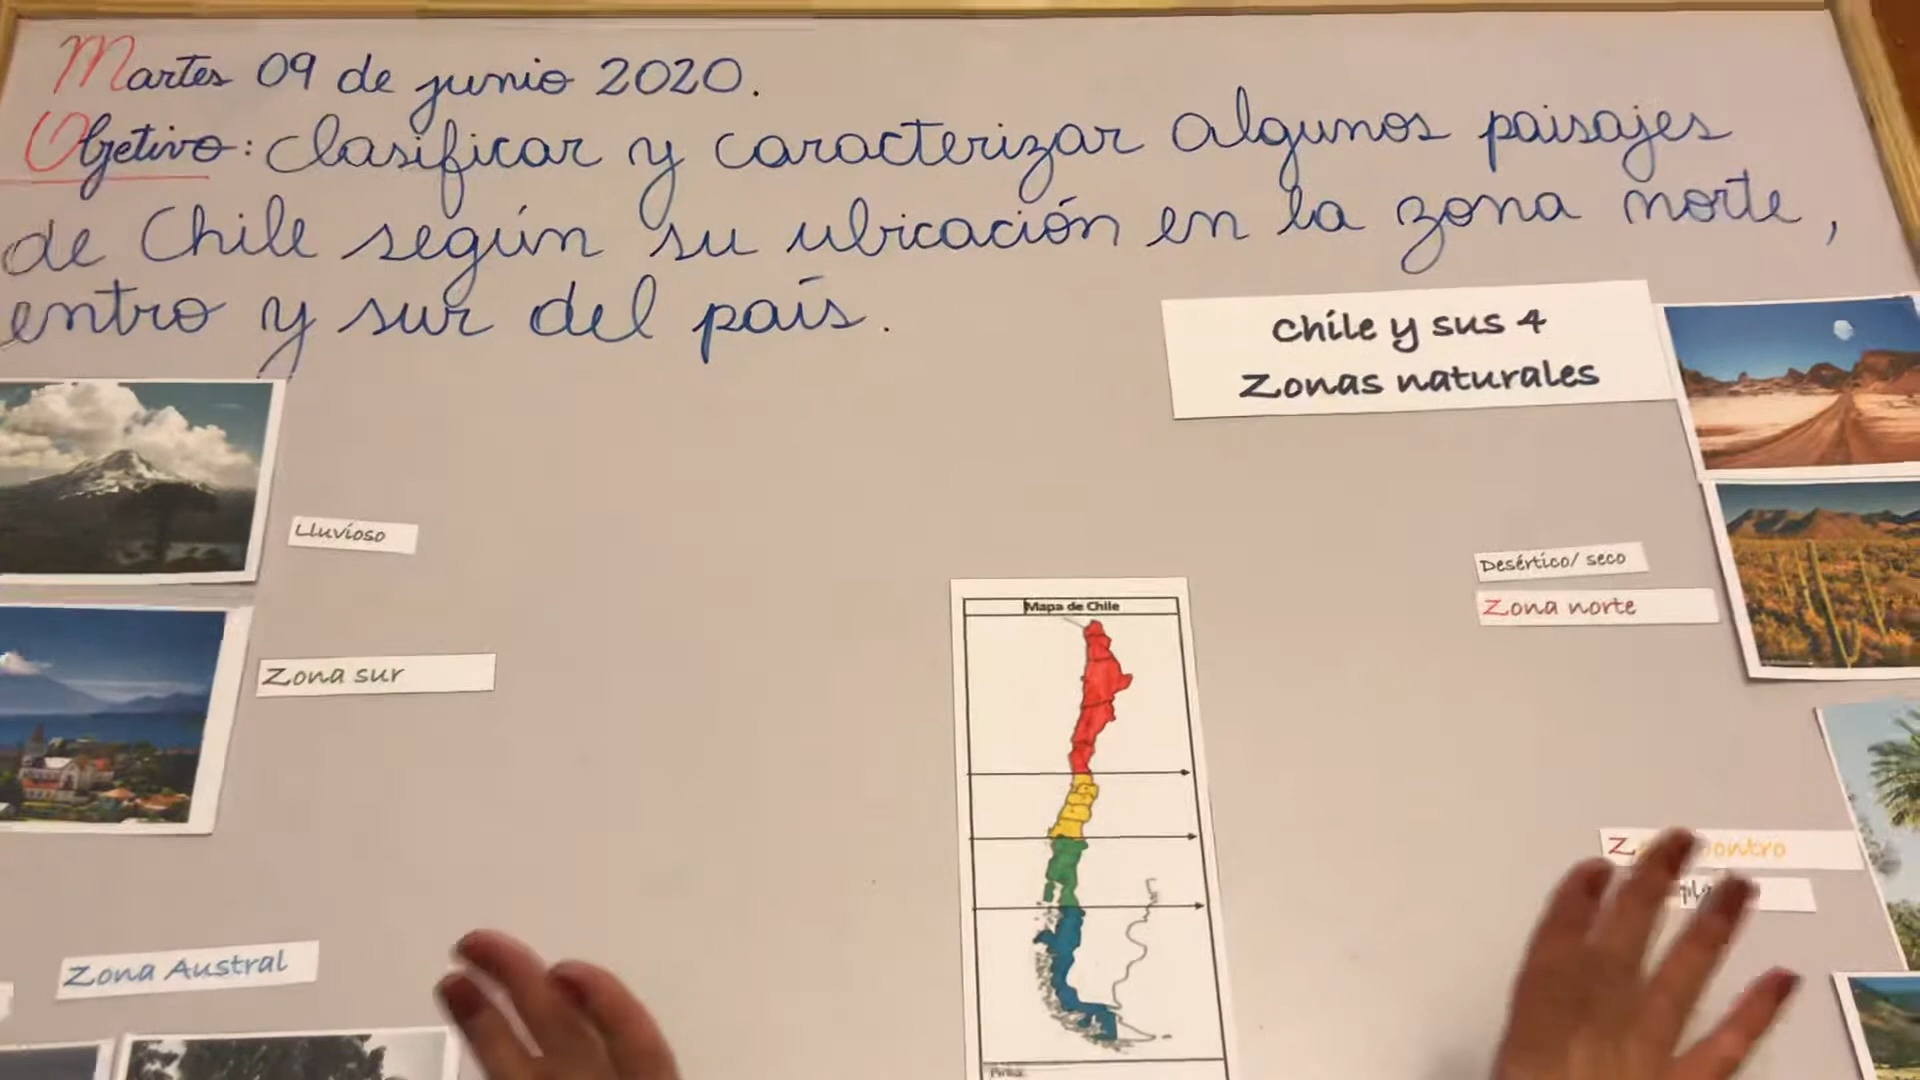 Martes 09 de junio 2020.
Objetivo: clasificar y caracterizar algunos paisajes
de Chile según su ubicación en la zona norte,
entro y sur del país.
Chile y sus 4
Zonas naturales
Lluvioso
Desértico/ seco
Zona norte
Mapa de Chile
Zona sur
Zona Austral